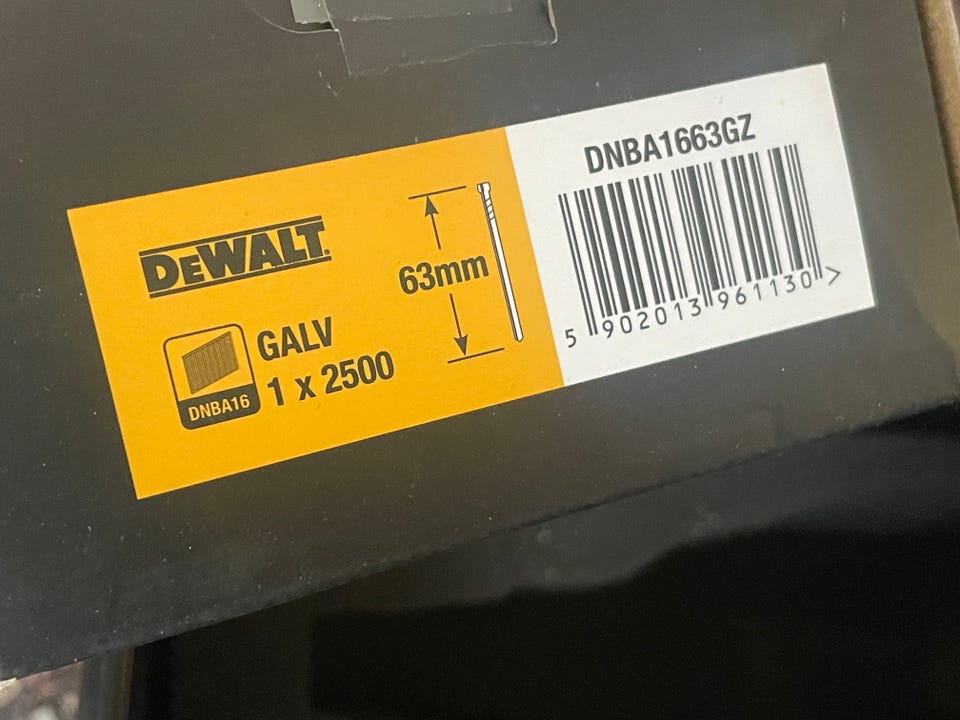 DEWALT.
63mm
GALV
1 x 2500
DNBA16
DNBA1663GZ
5 902013 961130 >